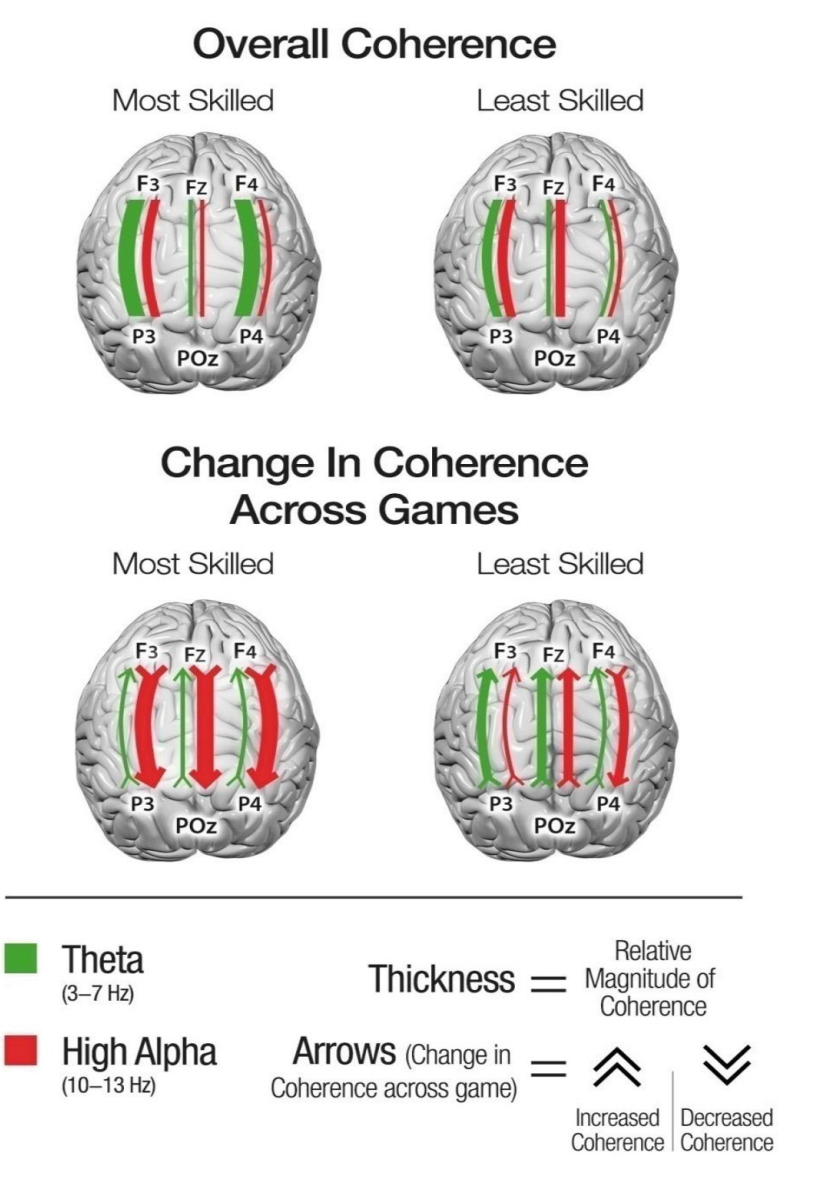 Overall Coherence
Most Skilled
Least Skilled
F3 Fz F4
P3 P4
POz
F3 Fz F4
P3 P4
POz
Change In Coherence
Across Games
Most Skilled
Least Skilled
F3 Fz F4
P3 P4
POz
F3 Fz F4
P3 P4
POz
Theta
(3–7 Hz)
High Alpha
(10–13 Hz)
Thickness =
Relative
Magnitude of
Coherence
Arrows (Change in
Coherence across game) =
Increased
Coherence
Decreased
Coherence